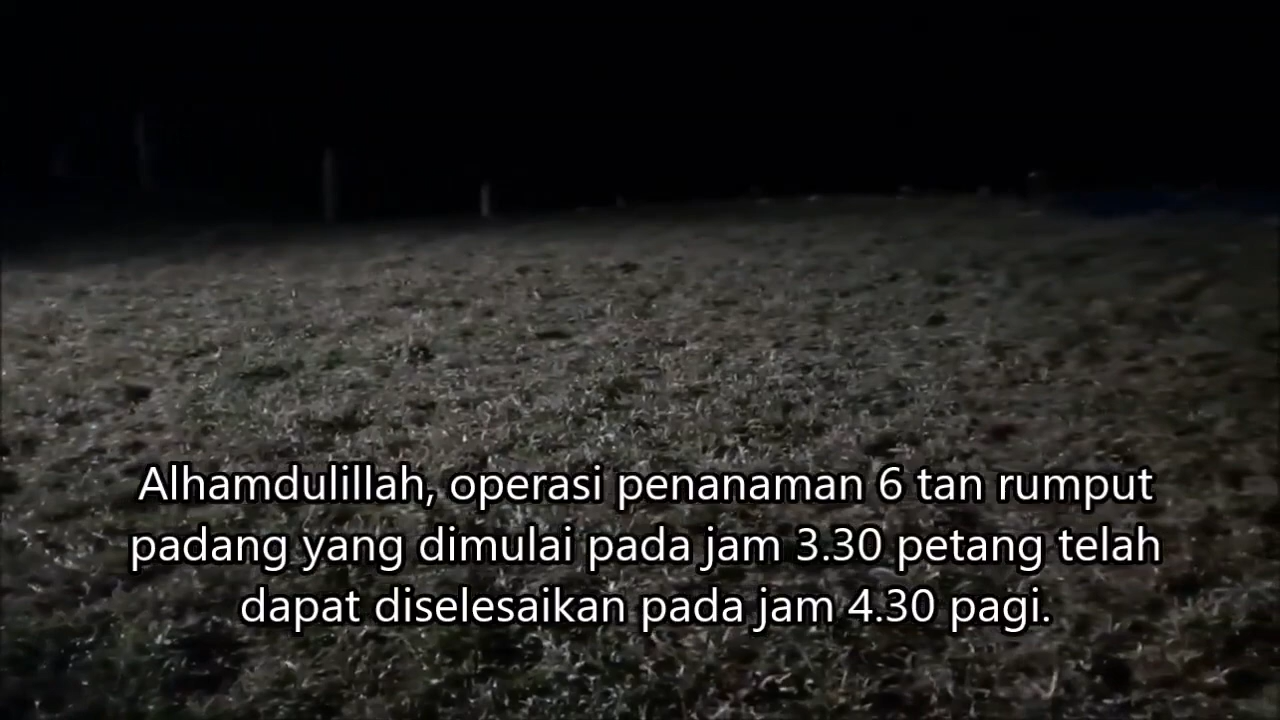 Alhamdulillah, operasi penanaman 6 tan rumput
padang yang dimulai pada jam 3.30 petang telah
dapat diselesaikan pada jam 4.30 pagi.